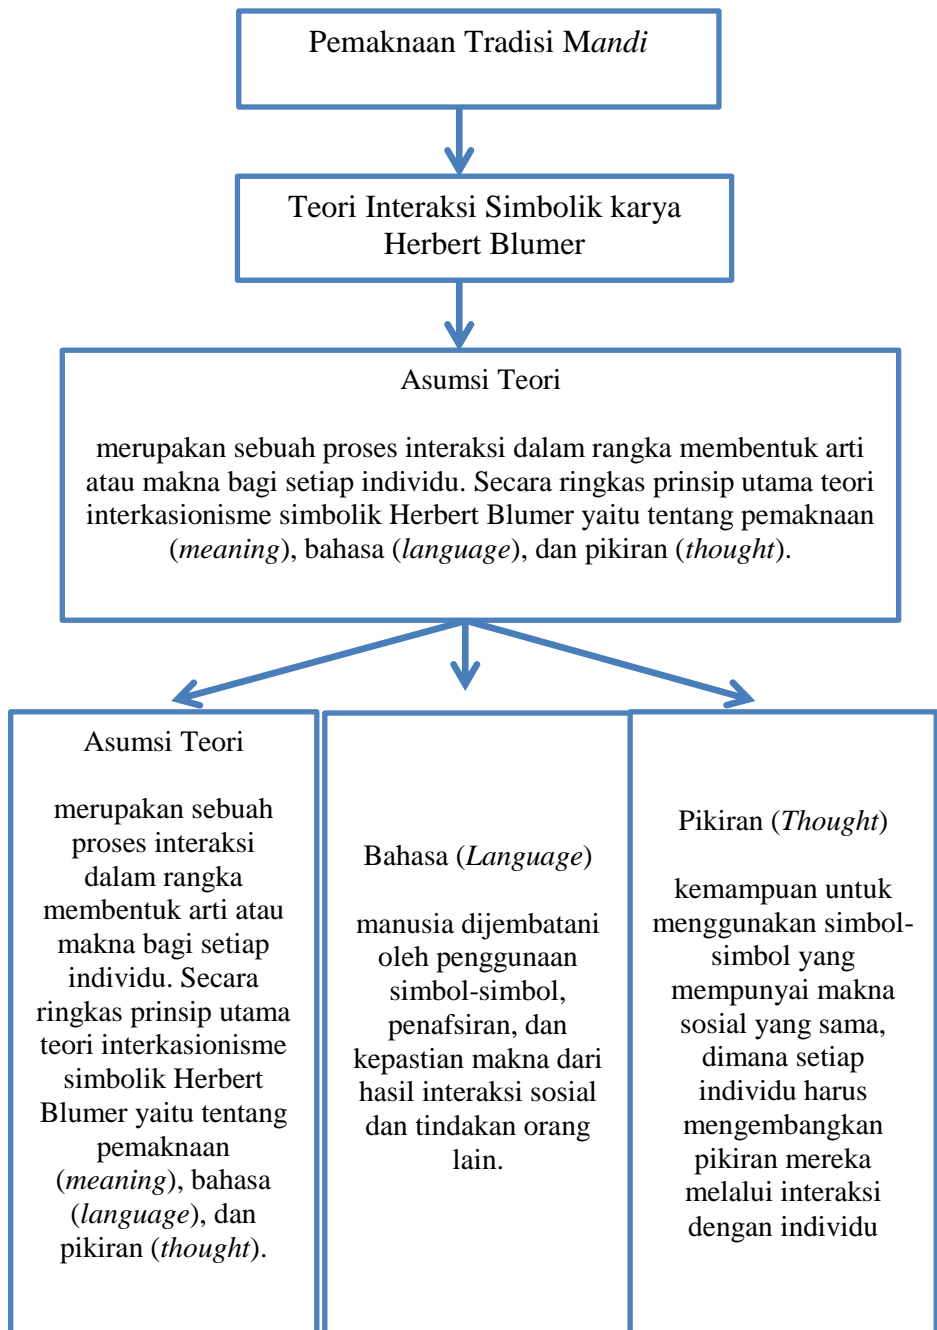 Pemaknaan Tradisi Mandi
Teori Interaksi Simbolik karya
Herbert Blumer
Asumsi Teori
merupakan sebuah proses interaksi dalam rangka membentuk arti
atau makna bagi setiap individu. Secara ringkas prinsip utama teori
interkasionisme simbolik Herbert Blumer yaitu tentang pemaknaan
(meaning), bahasa (language), dan pikiran (thought).
Asumsi Teori
merupakan sebuah
proses interaksi
dalam rangka
membentuk arti atau
makna bagi setiap
individu. Secara
ringkas prinsip utama
teori interkasionisme
simbolik Herbert
Blumer yaitu tentang
pemaknaan
(meaning), bahasa
(language), dan
pikiran (thought).
Bahasa (Language)
manusia dijembatani
oleh penggunaan
simbol-simbol,
penafsiran, dan
kepastian makna dari
hasil interaksi sosial
dan tindakan orang
lain.
Pikiran (Thought)
kemampuan untuk
menggunakan simbol-
simbol yang
mempunyai makna
sosial yang sama,
dimana setiap
individu harus
mengembangkan
pikiran mereka
melalui interaksi
dengan individu